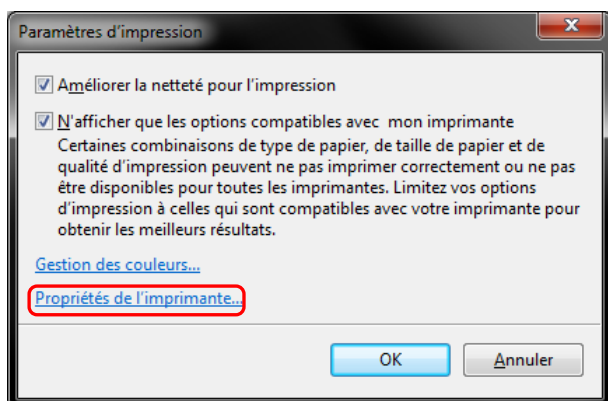 Paramètres d'impression
Améliorer la netteté pour l'impression
N'afficher que les options compatibles avec mon imprimante
Certaines combinaisons de type de papier, de taille de papier et de
qualité d'impression peuvent ne pas imprimer correctement ou ne pas
être disponibles pour toutes les imprimantes. Limitez vos options
d'impression à celles qui sont compatibles avec votre imprimante pour
obtenir les meilleurs résultats.
Gestion des couleurs...
Propriétés de l'imprimante...
OK Annuler